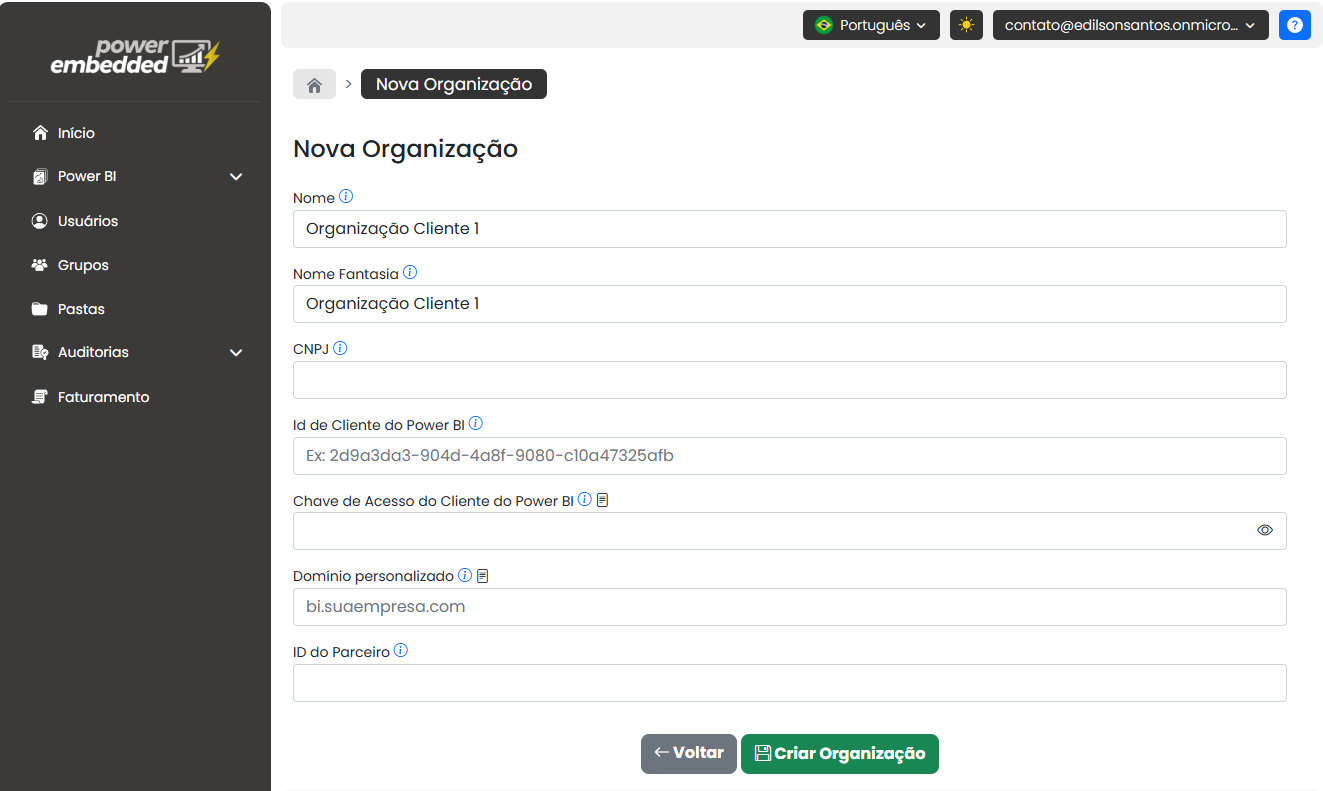 power
embedded
Início
Power BI
Usuários
Grupos
Pastas
Auditorias
Faturamento
Português
contato@edilsonsantos.onmicro...
?
> Nova Organização
Nova Organização
Nome
Organização Cliente 1
Nome Fantasia
Organização Cliente 1
CNPJ
Id de Cliente do Power BI
Ex: 2d9a3da3-904d-4a8f-9080-c10a47325afb
Chave de Acesso do Cliente do Power BI
Domínio personalizado
bi.suaempresa.com
ID do Parceiro
Voltar
Criar Organização